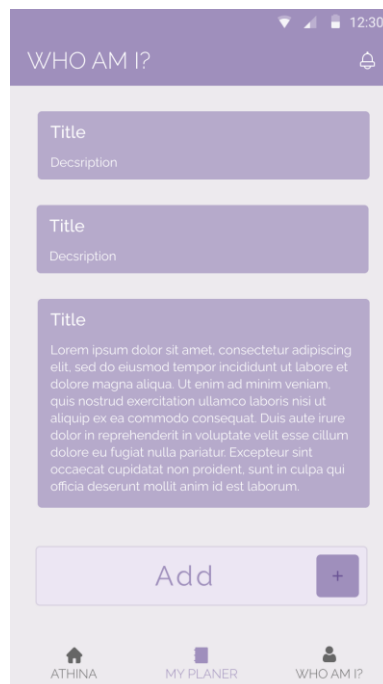 12:30
WHO AM I?
Title
Decsription
Title
Decsription
Title
Lorem ipsum dolor sit amet, consectetur adipiscing
elit, sed do eiusmod tempor incididunt ut labore et
dolore magna aliqua. Ut enim ad minim veniam,
quis nostrud exercitation ullamco laboris nisi ut
aliquip ex ea commodo consequat. Duis aute irure
dolor in reprehenderit in voluptate velit esse cillum
dolore eu fugiat nulla pariatur. Excepteur sint
occaecat cupidatat non proident, sunt in culpa qui
officia deserunt mollit anim id est laborum.
Add +
ATHINA MY PLANER WHO AM I?